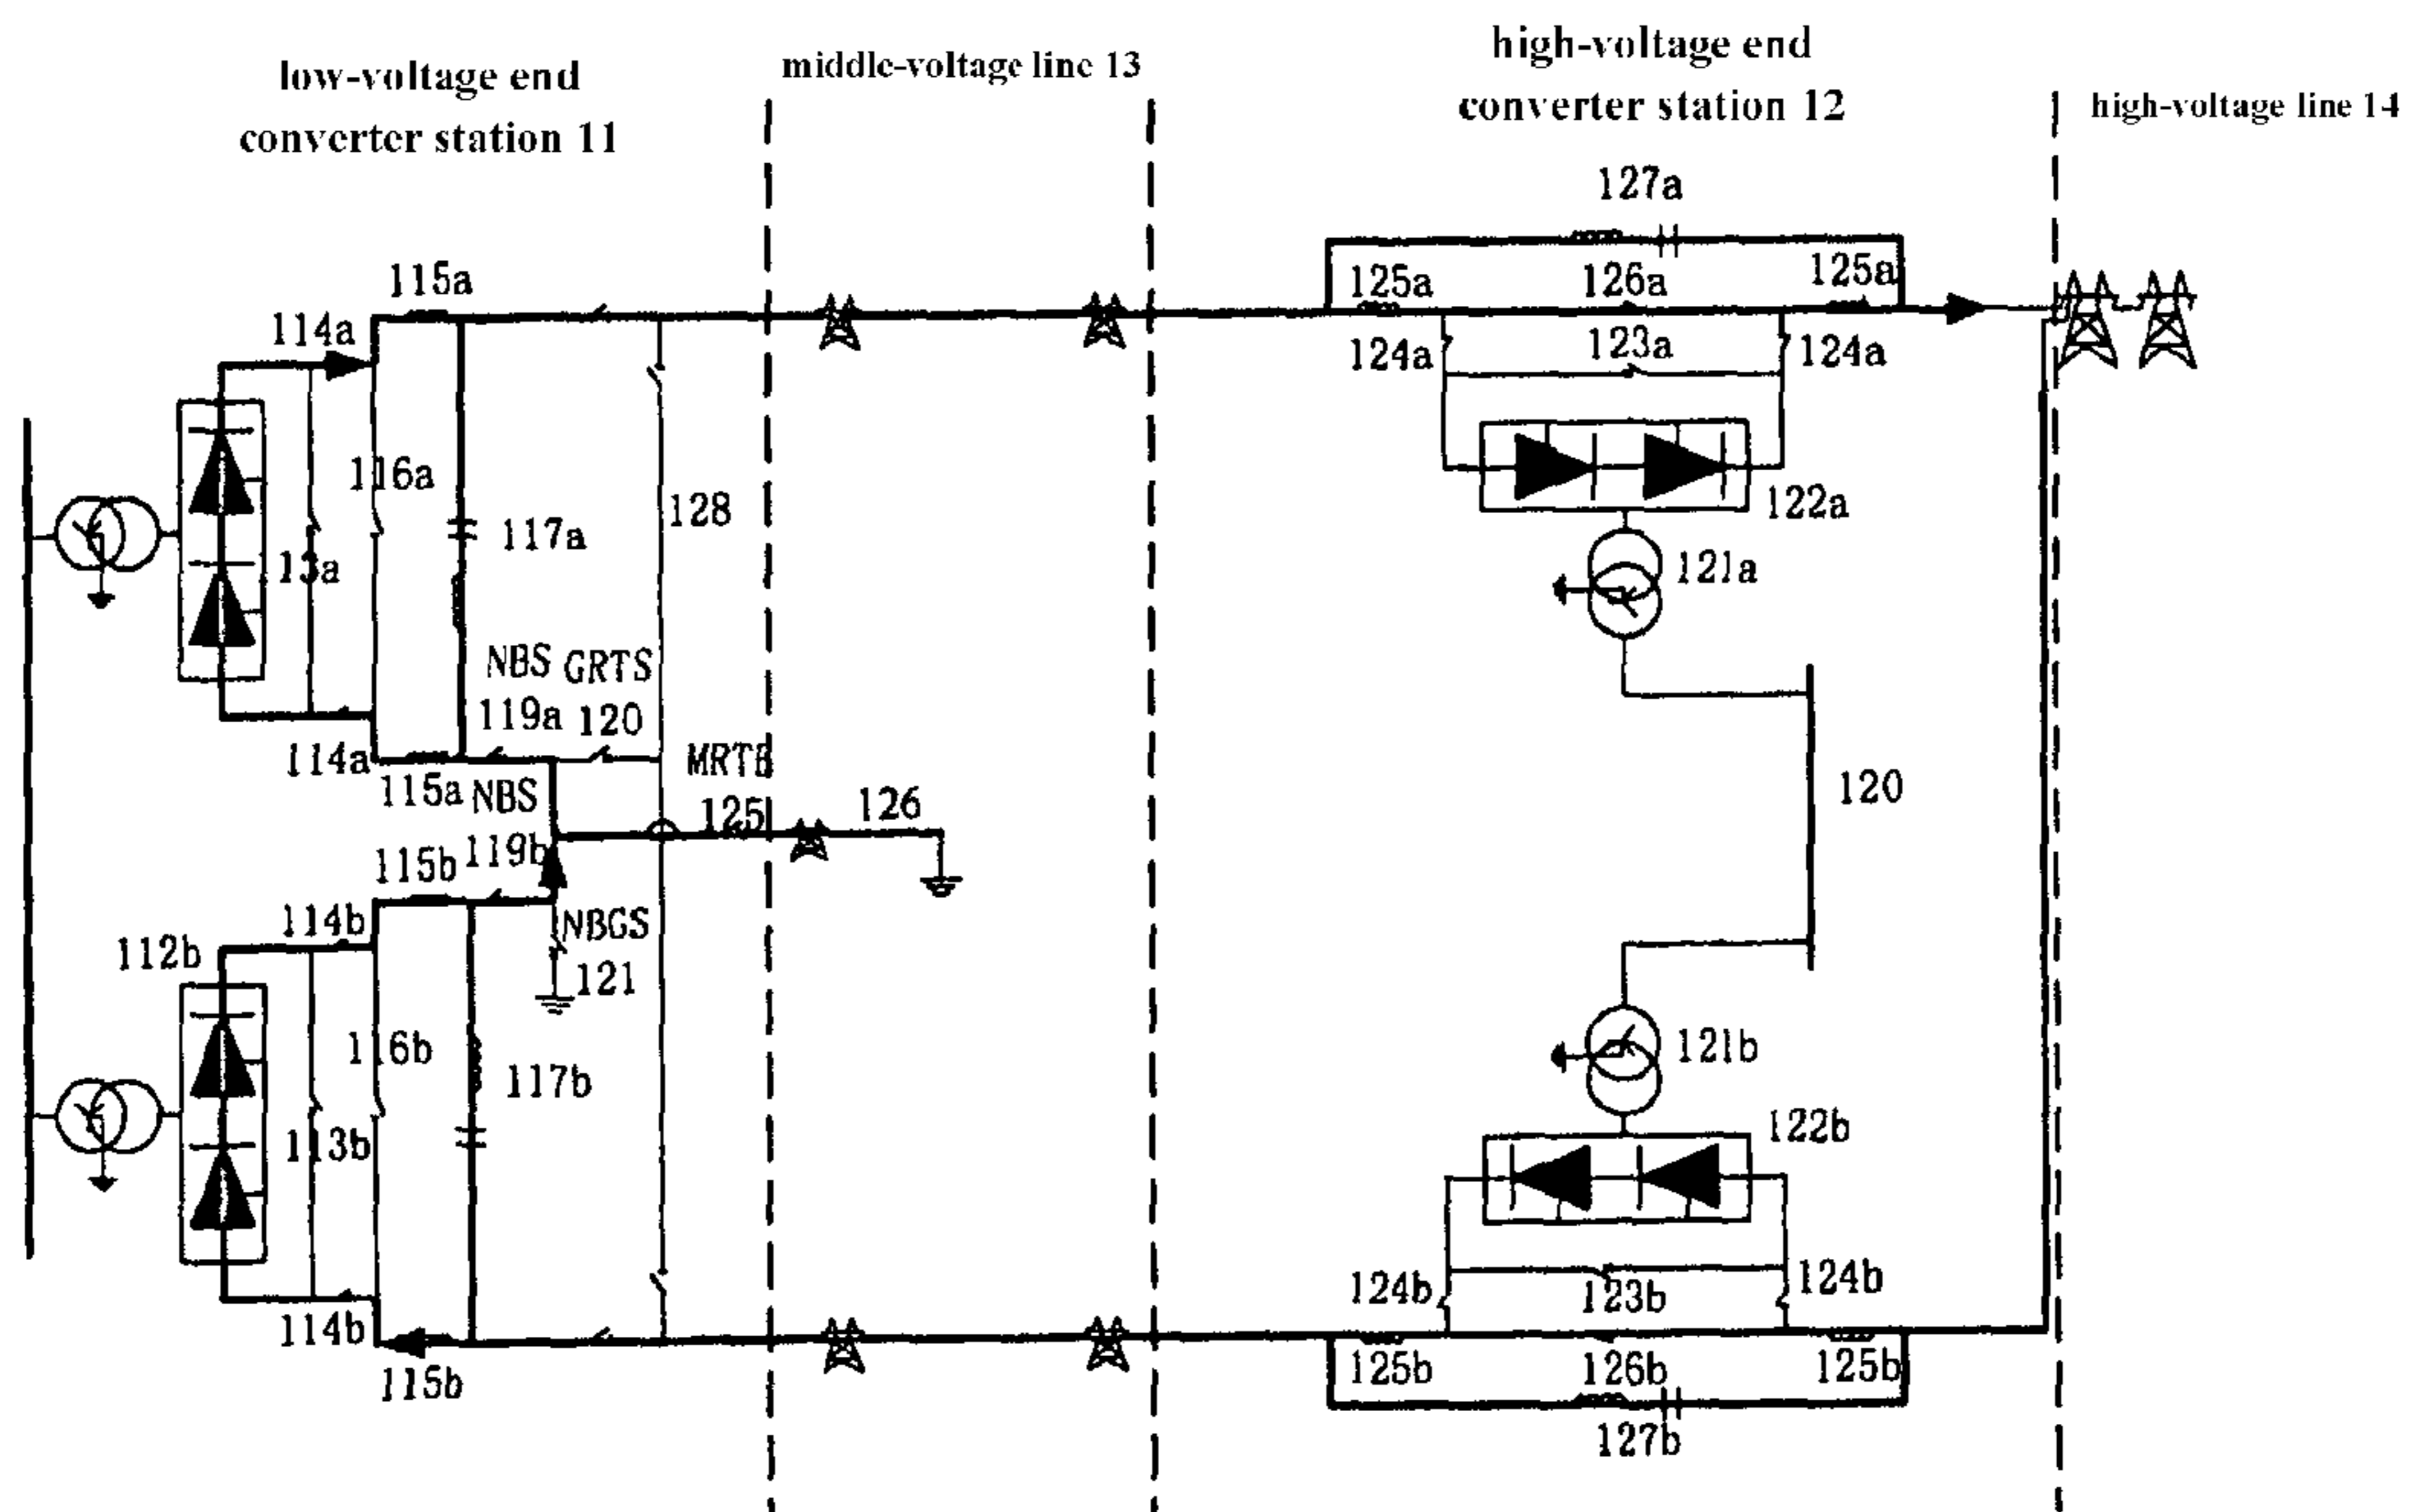 low-voltage end
converter station 11
middle-voltage line 13
high-voltage end
converter station 12
high-voltage line 14
127a
115a
125a
126a
125a
114a
124a
123a
124a
116a
122a
128
117a
13a
121a
NBS GRTS
119a 120
114a
MRTB
115a NBS
120
125
126
119b
115b
114b
NBGS
112b
121
116b
121b
117b
122b
113b
124b
123b
124b
114b
115b
125b
126b
125b
127b